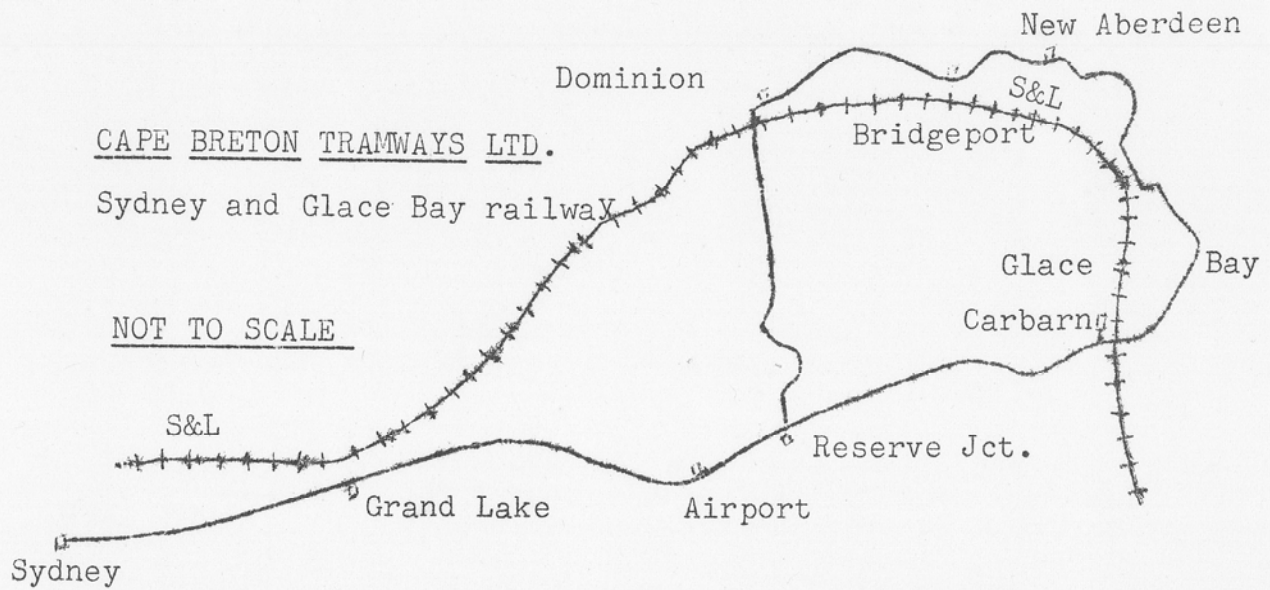 New Aberdeen
Dominion
S&L
CAPE BRETON TRAMWAYS LTD.
Bridgeport
Sydney and Glace Bay railway
Glace Bay
Carbarn
NOT TO SCALE
S&L
Reserve Jct.
Grand Lake
Airport
Sydney